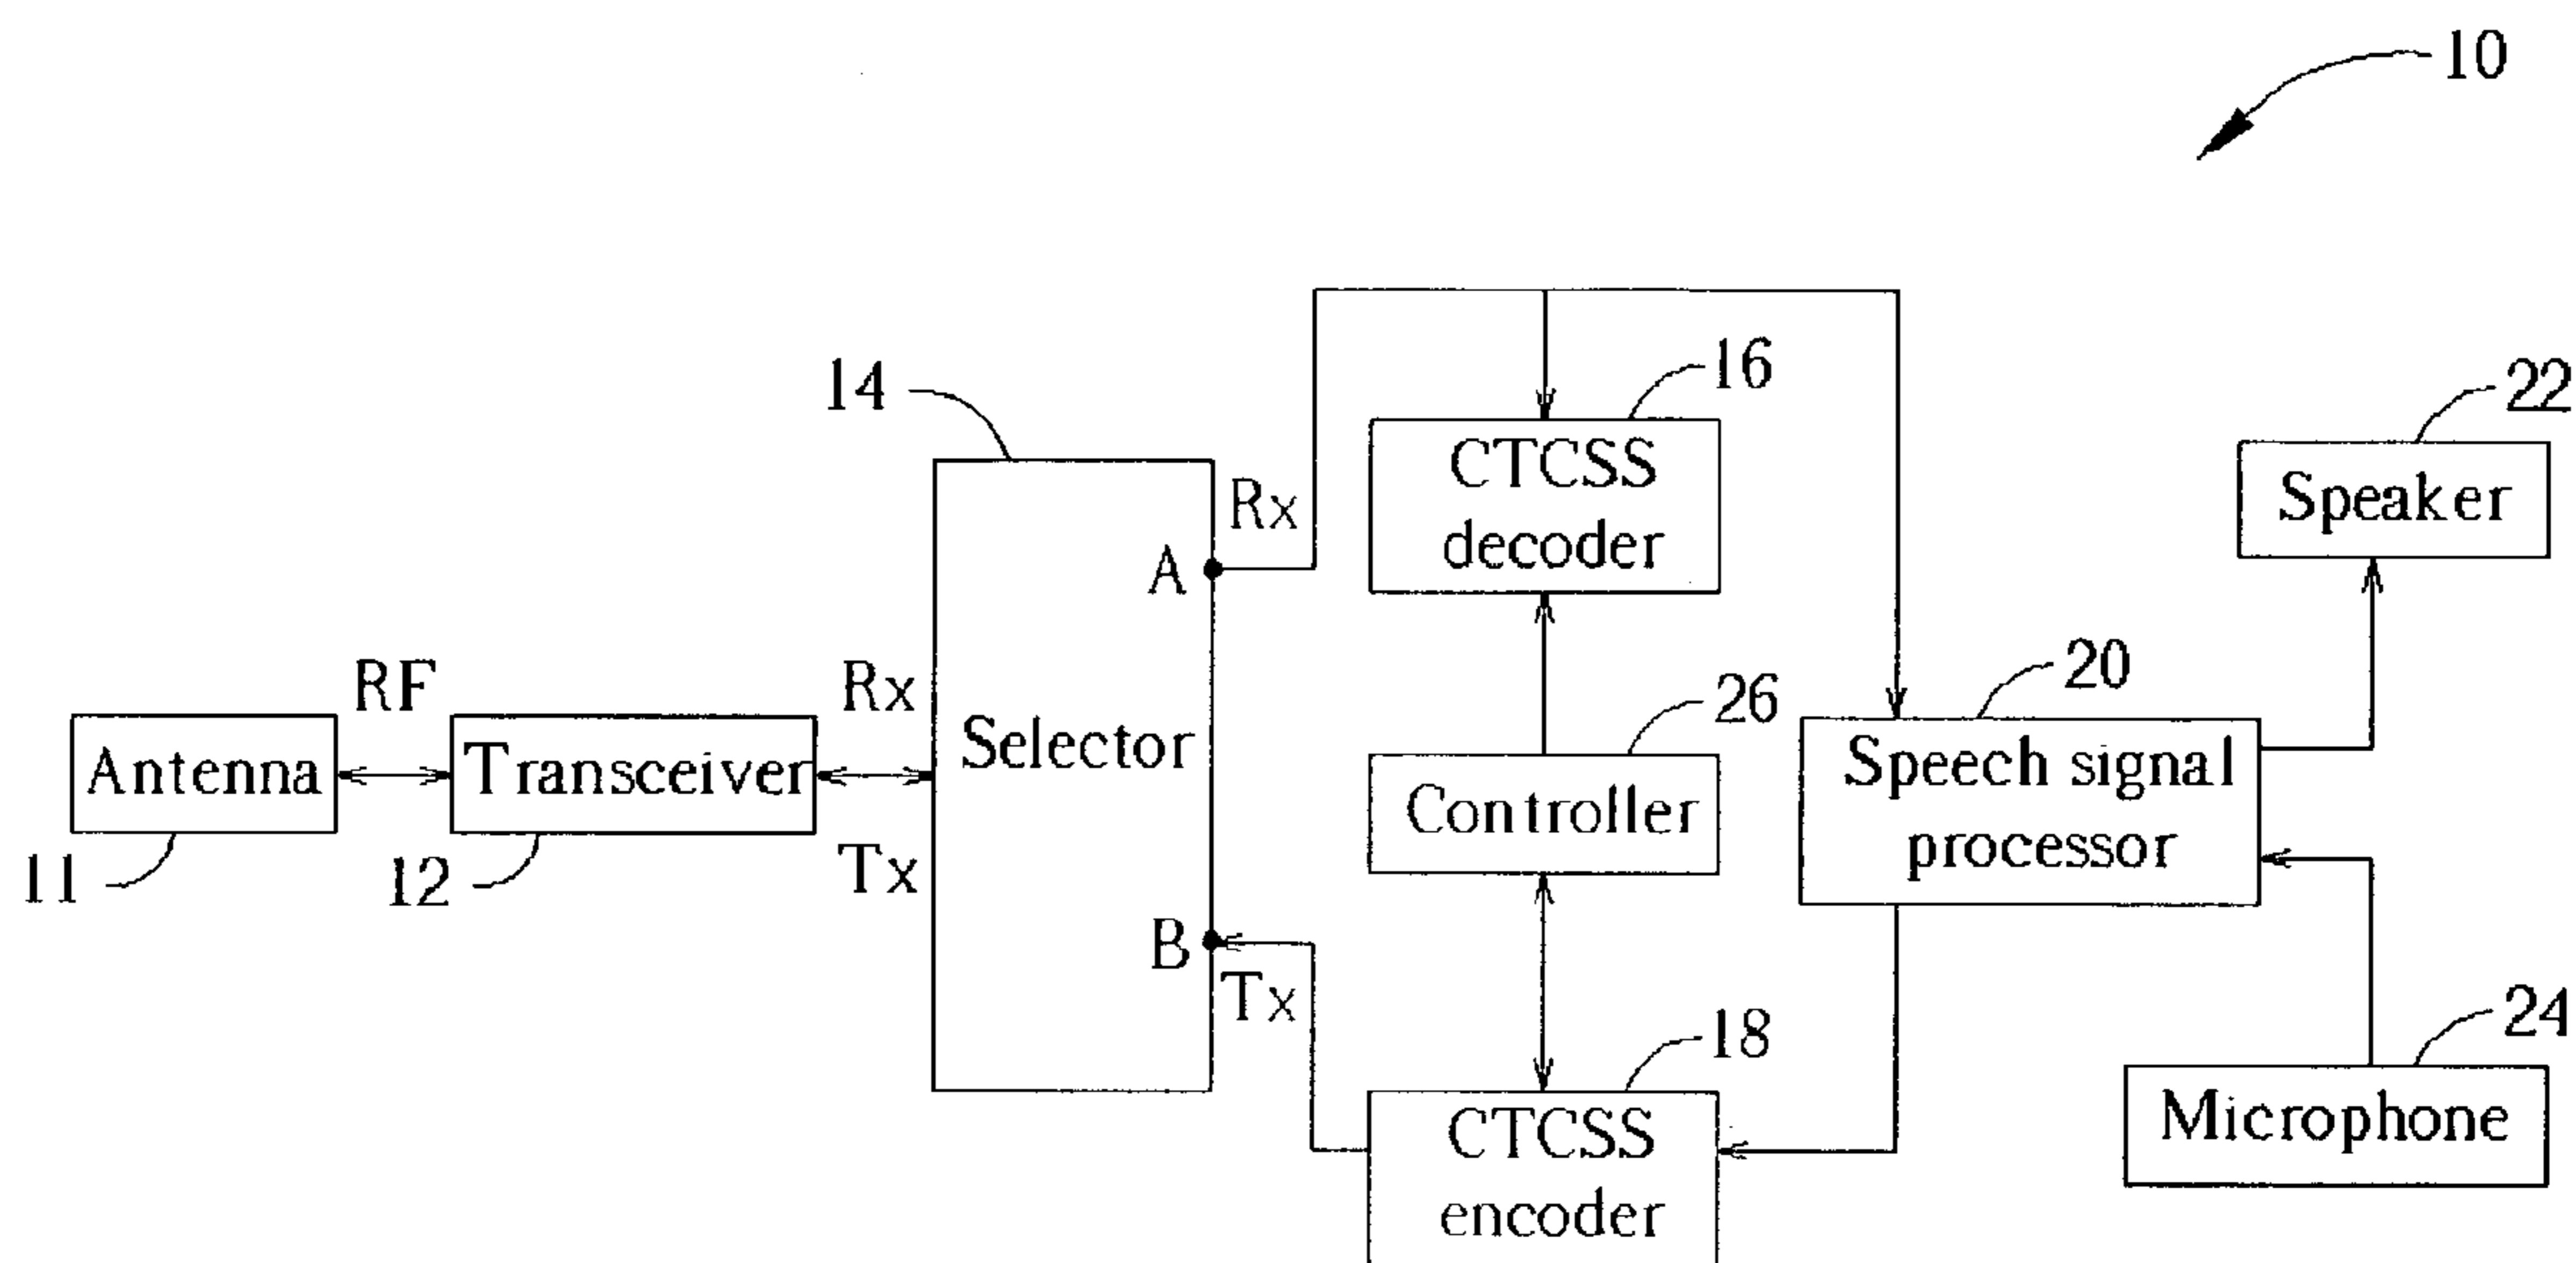 10
14
Rx
A
16
CTCSS
decoder
22
Speaker
RF
Rx
Selector
26
20
Antenna
Transceiver
Controller
Speech signal
processor
11
12
Tx
B
Tx
18
24
CTCSS
encoder
Microphone